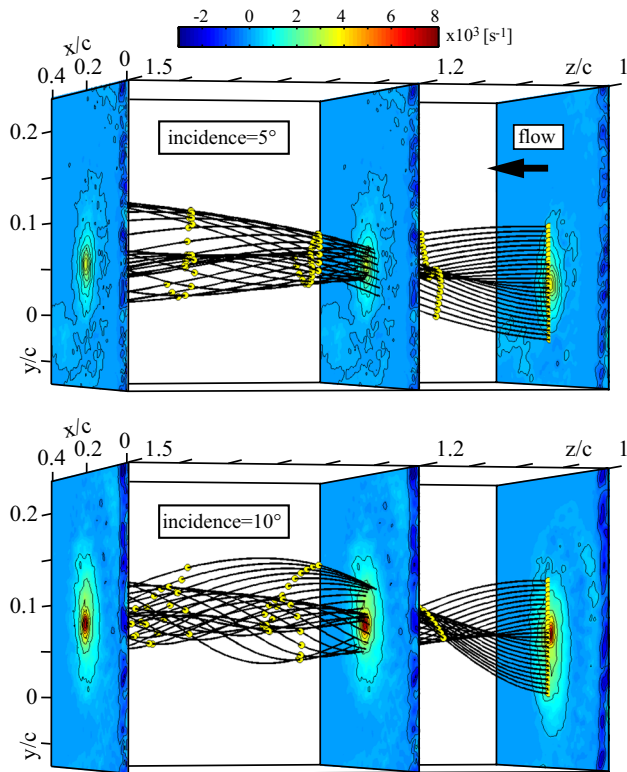 -2 0 2 4 6 8
x10³ [s⁻¹]
x/c
0.4 0.2 0 1.5 1.2 z/c 1
incidence=5°
flow
0.2
0.1
0
y/c
x/c
0.4 0.2 0 1.5 1.2 z/c 1
incidence=10°
0.2
0.1
0
y/c